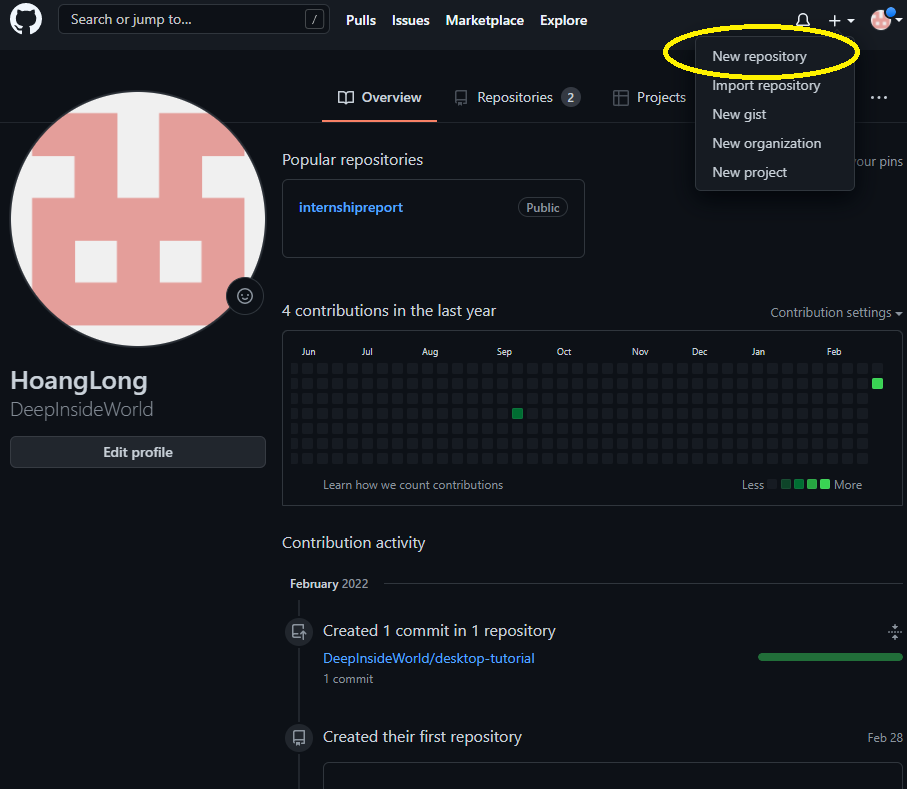 Search or jump to...
/
Pulls
Issues
Marketplace
Explore
New repository
Import repository
New gist
New organization
New project
Overview
Repositories 2
Projects
your pins
Popular repositories
internshipreport
Public
4 contributions in the last year
Contribution settings
Jun Jul Aug Sep Oct Nov Dec Jan Feb
Learn how we count contributions
Less
More
HoangLong
DeepInsideWorld
Edit profile
Contribution activity
February 2022
Created 1 commit in 1 repository
DeepInsideWorld/desktop-tutorial
1 commit
Created their first repository
Feb 28